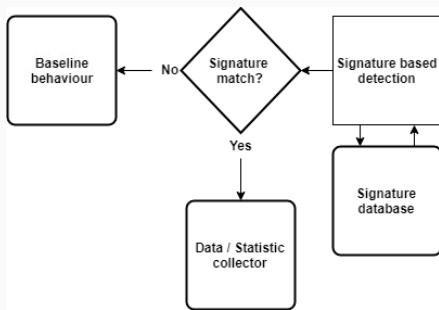 Baseline
behaviour
No
Signature
match?
Signature based
detection
Yes
Signature
database
Data / Statistic
collector